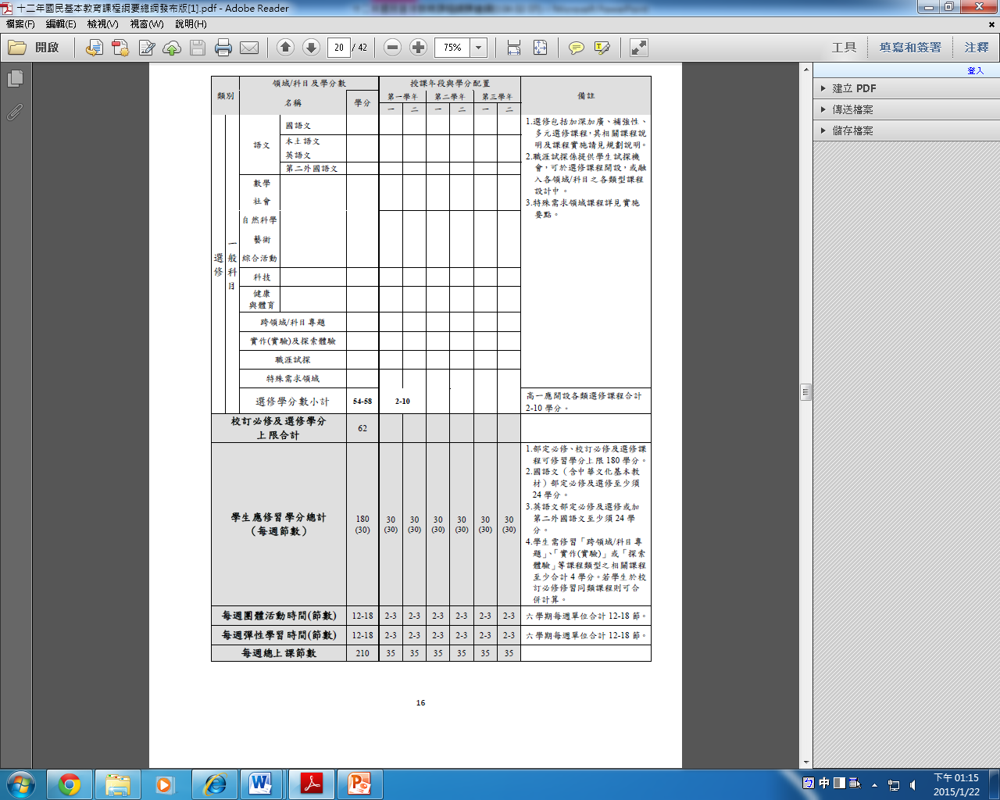 十二年國民基本教育課程綱要總綱發布版[1].pdf - Adobe Reader
檔案(F) 編輯(E) 檢視(V) 視窗(W) 說明(H)
開啟 20 / 42 75% 工具 填寫和簽署 注釋
登入
建立 PDF
傳送檔案
儲存檔案
類別 領域/科目及學分數 授課年段與學分配置 備註
名稱 學分 第一學年 第二學年 第三學年
一 二 一 二 一 二
選修
一般科目
語文
國語文
本土語文
英語文
第二外國語文
數學
社會
自然科學
藝術
綜合活動
科技
健康
與體育
跨領域/科目專題
實作(實驗)及探索體驗
職涯試探
特殊需求領域
1.選修包括加深加廣、補強性、
多元選修課程，其相關課程說
明及課程實施請見規劃說明。
2.職涯試探係提供學生試探機
會，可於選修課程開設，或融
入各領域/科目之各類型課程
設計中。
3.特殊需求領域課程詳見實施
要點。
選修學分數小計 54-58 2-10
高一應開設各類選修課程合計
2-10 學分。
校訂必修及選修學分
上限合計
62
學生應修習學分總計
（每週節數）
180 30 30 30 30 30 30
(30) (30) (30) (30) (30) (30) (30)
1.部定必修、校訂必修及選修課
程可修習學分上限 180 學分。
2.國語文（含中華文化基本教
材）部定必修及選修至少須
24 學分。
3.英語文部定必修及選修或加
第二外國語文至少須 24 學
分。
4.學生需修習「跨領域/科目專
題」、「實作(實驗)」或「探索
體驗」等課程類型之相關課程
至少合計 4 學分。若學生於校
訂必修修習同類課程則可合
併計算。
每週團體活動時間(節數) 12-18 2-3 2-3 2-3 2-3 2-3 2-3 六學期每週單位合計 12-18 節。
每週彈性學習時間(節數) 12-18 2-3 2-3 2-3 2-3 2-3 2-3 六學期每週單位合計 12-18 節。
每週總上課節數 210 35 35 35 35 35 35
16
中
下午 01:15
2015/1/22